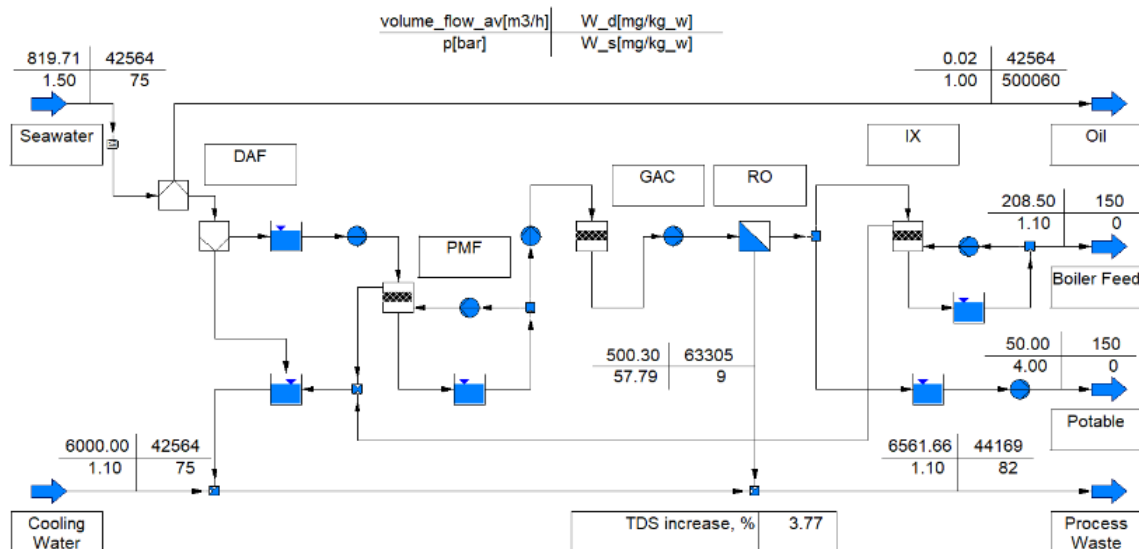 volume_flow_av[m3/h] W_d[mg/kg_w]
p[bar] W_s[mg/kg_w]
819.71 42564
1.50 75
Seawater
0.02 42564
1.00 500060
Oil
DAF
GAC
RO
IX
208.50 150
1.10 0
Boiler Feed
PMF
500.30 63305
57.79 9
50.00 150
4.00 0
Potable
6000.00 42564
1.10 75
Cooling
Water
6561.66 44169
1.10 82
TDS increase, % 3.77
Process
Waste